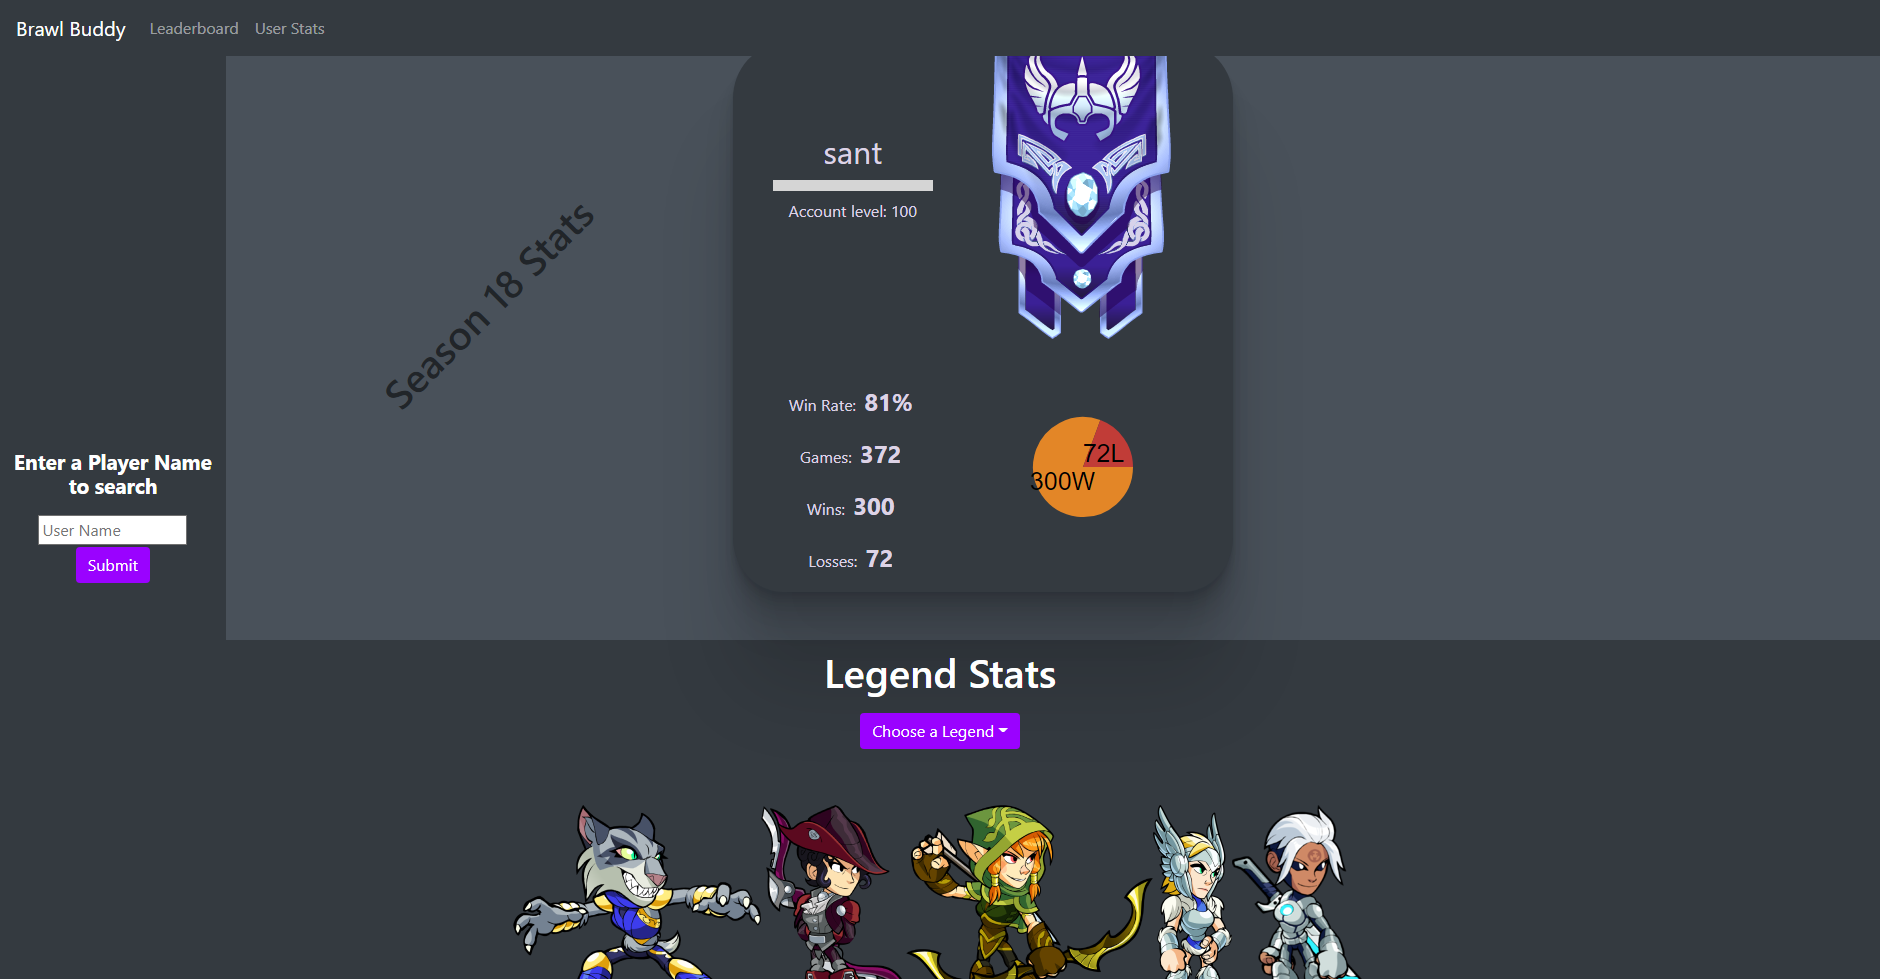 Brawl Buddy Leaderboard User Stats
Enter a Player Name
to search
User Name
Submit
Season 18 Stats
sant
Account level: 100
Win Rate: 81%
Games: 372
Wins: 300
Losses: 72
72L
300W
Legend Stats
Choose a Legend